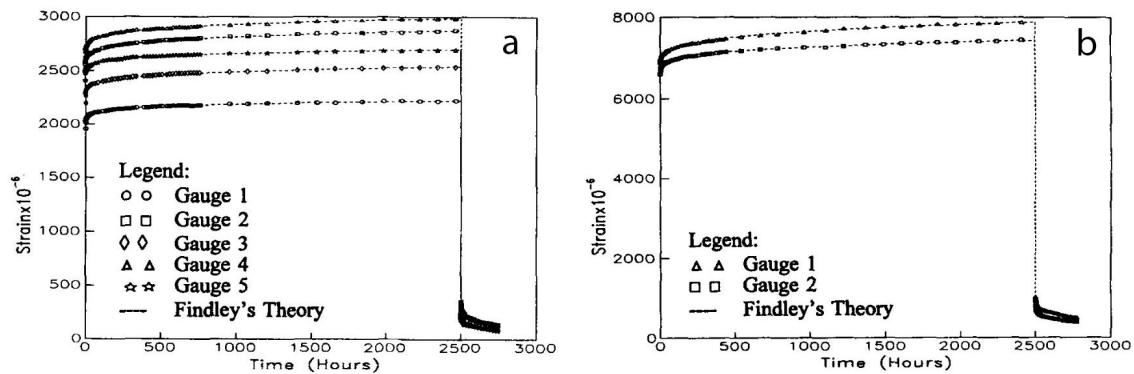 a
3000
2500
2000
1500
1000
500
0
Strainx10⁻⁶
Legend:
Gauge 1
Gauge 2
Gauge 3
Gauge 4
Gauge 5
Findley's Theory
0 500 1000 1500 2000 2500 3000
Time (Hours)
b
8000
6000
4000
2000
0
Strainx10⁻⁶
Legend:
Gauge 1
Gauge 2
Findley's Theory
0 500 1000 1500 2000 2500 3000
Time (Hours)